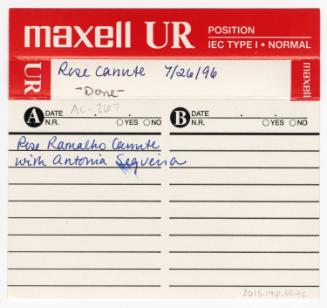 maxell UR POSITION
IEC TYPE I • NORMAL
UR Rose Canute 7/26/96 maxell
-Done-
AC-267
A DATE . . B DATE . .
N.R. ○YES ○NO N.R. ○YES ○NO
Rose Ramalho Canute
with Antonia Sequeira